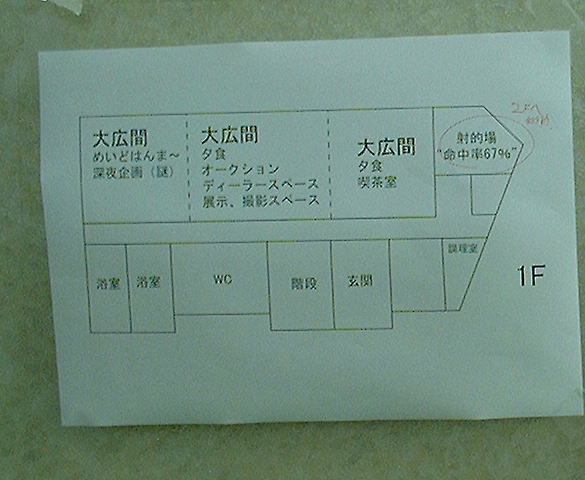 大広間
めいどはんま～
深夜企画（謎）
大広間
夕食
オークション
ディーラースペース
展示、撮影スペース
大広間
夕食
喫茶室
射的場
“命中率67%”
2Fへ
浴室
浴室
WC
階段
玄関
調理室
1F